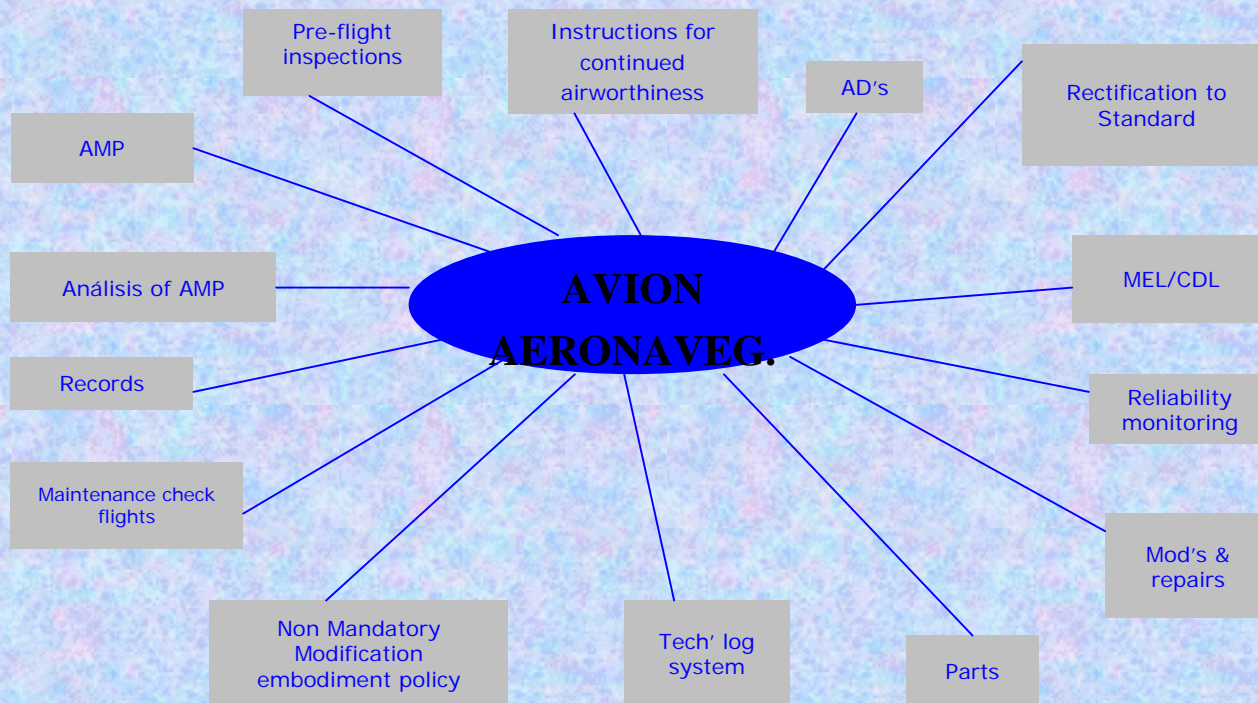 Pre-flight
inspections
Instructions for
continued
airworthiness
AD's
Rectification to
Standard
AMP
Análisis of AMP
AVION
AERONAVEG.
MEL/CDL
Records
Reliability
monitoring
Maintenance check
flights
Mod's &
repairs
Non Mandatory
Modification
embodiment policy
Tech' log
system
Parts